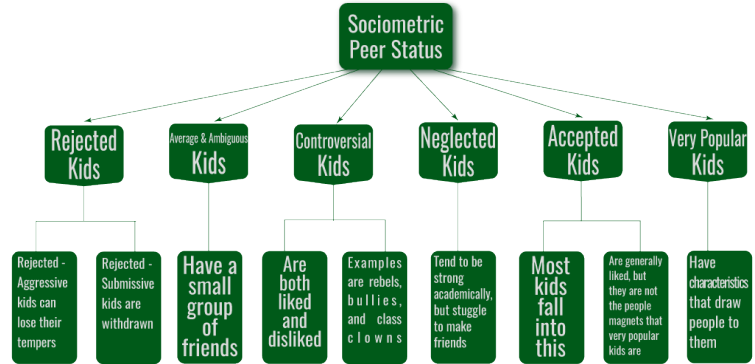 Sociometric
Peer Status
Rejected
Kids
Average & Ambiguous
Kids
Controversial
Kids
Neglected
Kids
Accepted
Kids
Very Popular
Kids
Rejected -
Aggressive
kids can
lose their
tempers
Rejected -
Submissive
kids are
withdrawn
Have a
small
group
of
friends
Are
both
liked
and
disliked
Examples
are rebels,
bullies,
and class
clowns
Tend to be
strong
academically,
but stuggle
to make
friends
Most
kids
fall
into
this
Are generally
liked, but
they are not
the people
magnets that
very popular
kids are
Have
characteristics
that draw
people to
them